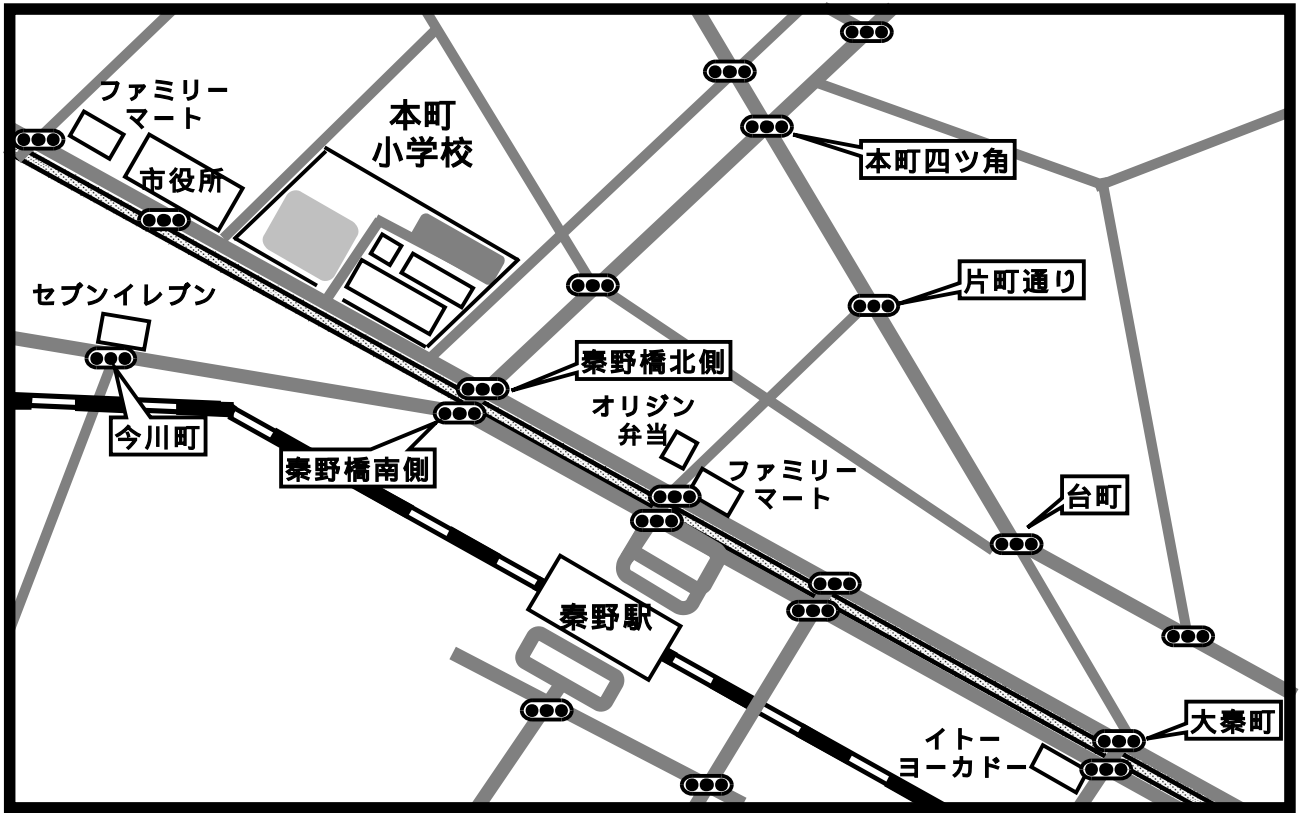 ファミリー
マート
本町
小学校
本町四ツ角
市役所
セブンイレブン
片町通り
秦野橋北側
オリジン
弁当
今川町
秦野橋南側
ファミリー
マート
台町
秦野駅
大秦町
イトー
ヨーカドー